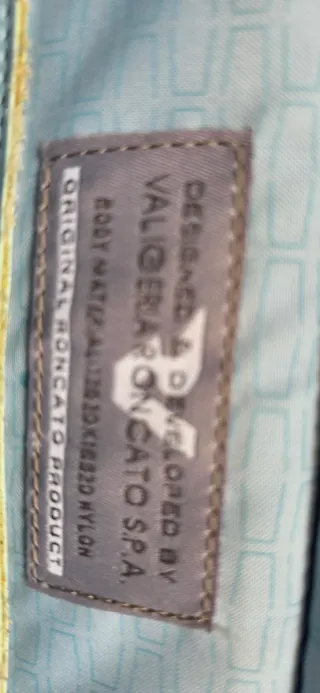 DESIGNED & DEVELOPED BY
VALIGERIA RONCATO S.P.A.
BODY MATERIAL:
NYLON
ORIGINAL RONCATO PRODUCT